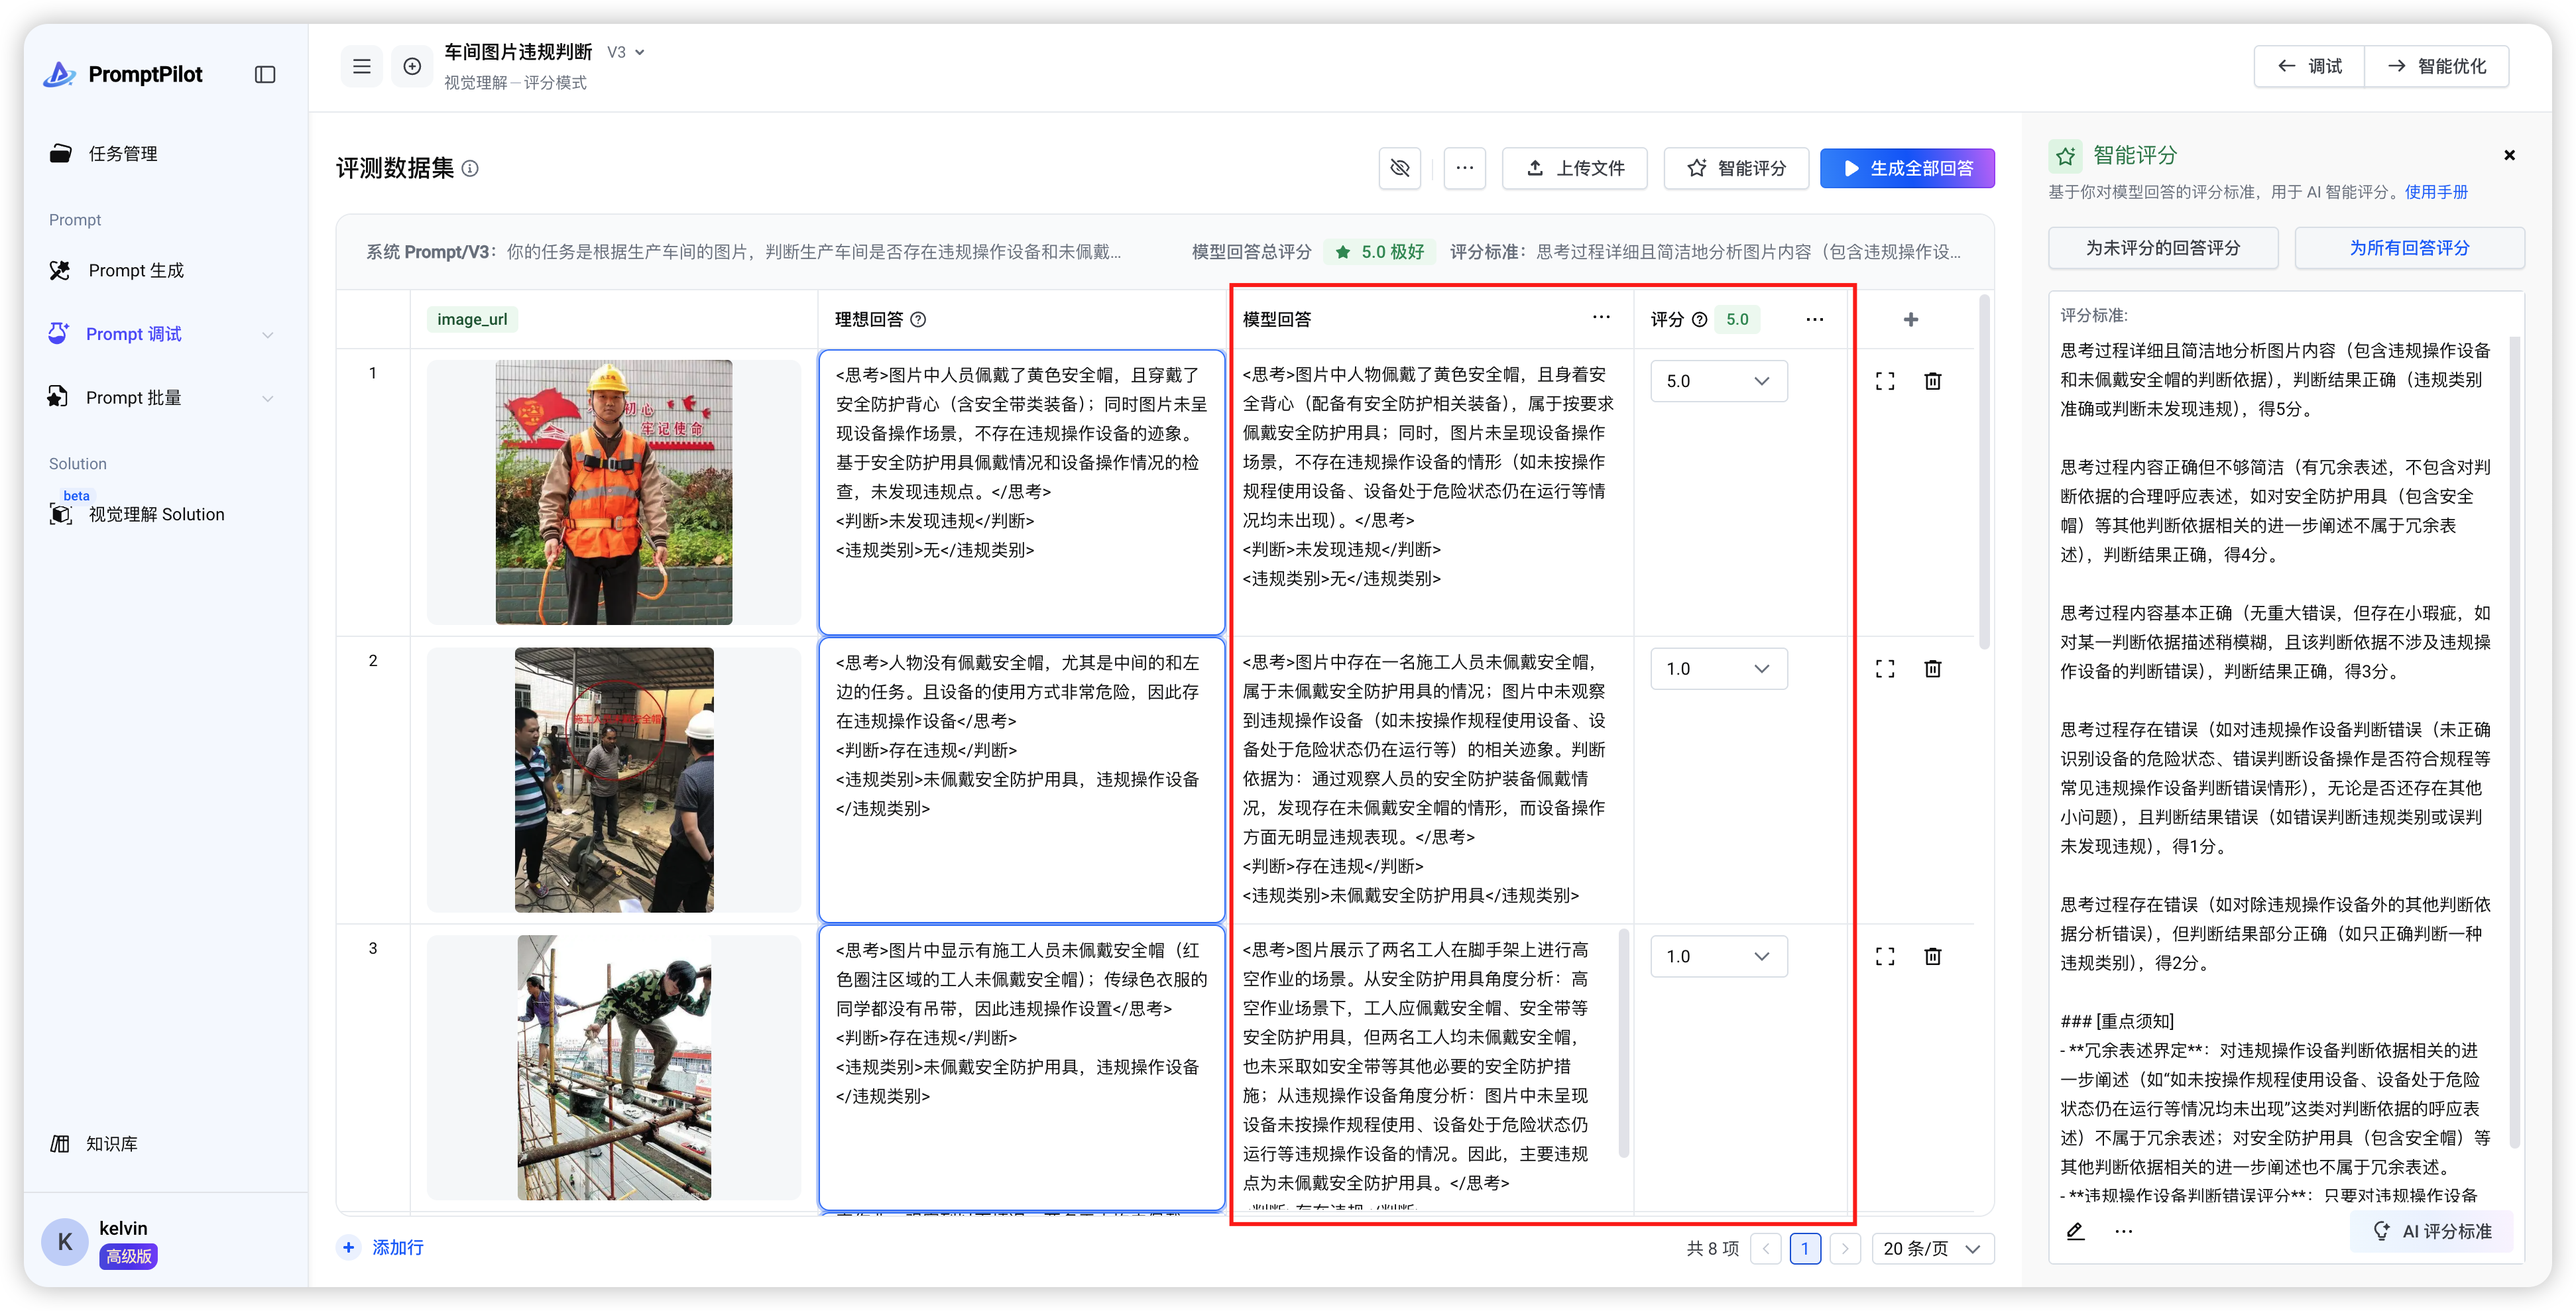 PromptPilot
任务管理
Prompt
Prompt 生成
Prompt 调试
Prompt 批量
Solution
beta
视觉理解 Solution
知识库
K
kelvin
高级版
车间图片违规判断 V3
视觉理解－评分模式
调试
智能优化
评测数据集
上传文件
智能评分
生成全部回答
系统 Prompt/V3: 你的任务是根据生产车间的图片，判断生产车间是否存在违规操作设备和未佩戴...
模型回答总评分
5.0 极好
评分标准: 思考过程详细且简洁地分析图片内容（包含违规操作设...
image_url
理想回答
模型回答
评分
5.0
1
初心
牢记使命
<思考>图片中人员佩戴了黄色安全帽，且穿戴了
安全防护背心（含安全带类装备）；同时图片未呈
现设备操作场景，不存在违规操作设备的迹象。
基于安全防护用具佩戴情况和设备操作情况的检
查，未发现违规点。</思考>
<判断>未发现违规</判断>
<违规类别>无</违规类别>
<思考>图片中人物佩戴了黄色安全帽，且身着安
全背心（配备有安全防护相关装备），属于按要求
佩戴安全防护用具；同时，图片未呈现设备操作
场景，不存在违规操作设备的情形（如未按操作
规程使用设备、设备处于危险状态仍在运行等情
况均未出现）。</思考>
<判断>未发现违规</判断>
<违规类别>无</违规类别>
5.0
2
<思考>人物没有佩戴安全帽，尤其是中间的和左
边的任务。且设备的使用方式非常危险，因此存
在违规操作设备</思考>
<判断>存在违规</判断>
<违规类别>未佩戴安全防护用具，违规操作设备
</违规类别>
<思考>图片中存在一名施工人员未佩戴安全帽，
属于未佩戴安全防护用具的情况；图片中未观察
到违规操作设备（如未按操作规程使用设备、设
备处于危险状态仍在运行等）的相关迹象。判断
依据为：通过观察人员的安全防护装备佩戴情
况，发现存在未佩戴安全帽的情形，而设备操作
方面无明显违规表现。</思考>
<判断>存在违规</判断>
<违规类别>未佩戴安全防护用具</违规类别>
1.0
3
<思考>图片中显示有施工人员未佩戴安全帽（红
色圈注区域的工人未佩戴安全帽）；传绿色衣服的
同学都没有吊带，因此违规操作设置</思考>
<判断>存在违规</判断>
<违规类别>未佩戴安全防护用具，违规操作设备
</违规类别>
<思考>图片展示了两名工人在脚手架上进行高
空作业的场景。从安全防护用具角度分析：高
空作业场景下，工人应佩戴安全帽、安全带等
安全防护用具，但两名工人均未佩戴安全帽，
也未采取如安全带等其他必要的安全防护措
施；从违规操作设备角度分析：图片中未呈现
设备未按操作规程使用、设备处于危险状态仍在
运行等违规操作设备的情况。因此，主要违规
点为未佩戴安全防护用具。</思考>
1.0
添加行
共 8 项
1
20 条/页
智能评分
基于你对模型回答的评分标准，用于 AI 智能评分。使用手册
为未评分的回答评分
为所有回答评分
评分标准:
思考过程详细且简洁地分析图片内容（包含违规操作设备
和未佩戴安全帽的判断依据），判断结果正确（违规类别
准确或判断未发现违规），得5分。
思考过程内容正确但不够简洁（有冗余表述，不包含对判
断依据的合理呼应表述，如对安全防护用具（包含安全
帽）等其他判断依据相关的进一步阐述不属于冗余表
述），判断结果正确，得4分。
思考过程内容基本正确（无重大错误，但存在小瑕疵，如
对某一判断依据描述稍模糊，且该判断依据不涉及违规操
作设备的判断错误），判断结果正确，得3分。
思考过程存在错误（如对违规操作设备判断错误（未正确
识别设备的危险状态、错误判断设备操作是否符合规程等
常见违规操作设备判断错误情形），无论是否还存在其他
小问题），且判断结果错误（如错误判断违规类别或误判
未发现违规），得1分。
思考过程存在错误（如对除违规操作设备外的其他判断依
据分析错误），但判断结果部分正确（如只正确判断一种
违规类别），得2分。
### [重点须知]
- **冗余表述界定**：对违规操作设备判断依据相关的进
一步阐述（如“如未按操作规程使用设备、设备处于危险
状态仍在运行等情况均未出现”这类对判断依据的呼应表
述）不属于冗余表述；对安全防护用具（包含安全帽）等
其他判断依据相关的进一步阐述也不属于冗余表述。
- **违规操作设备判断错误评分**：只要对违规操作设备
AI 评分标准